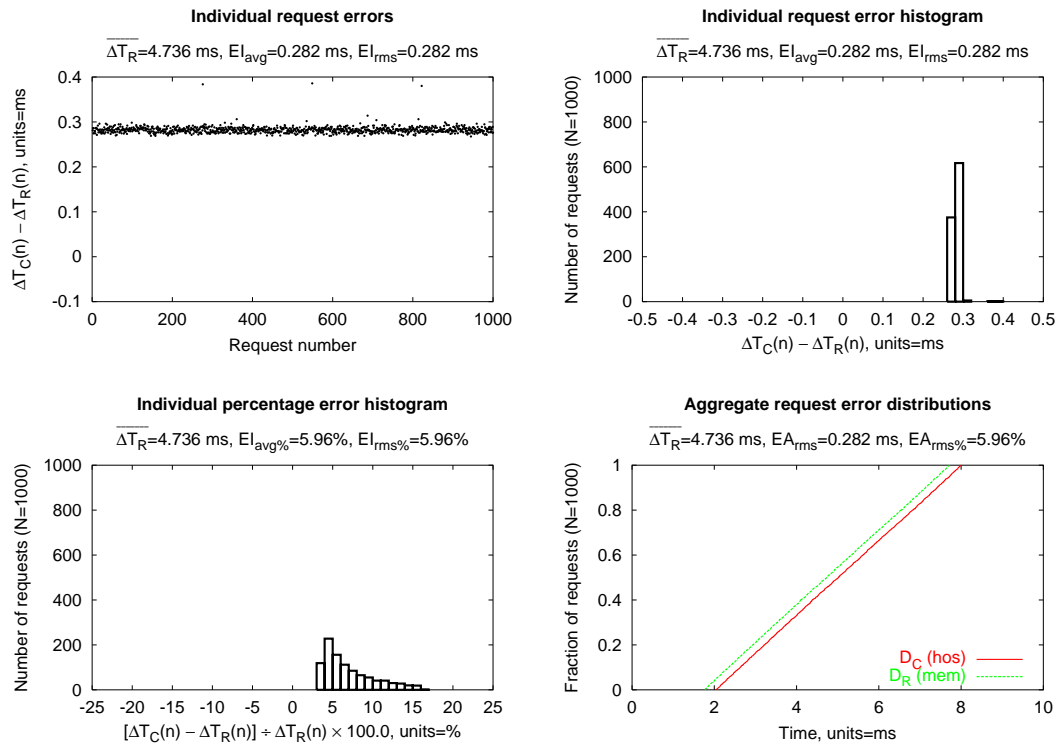 Individual request errors
ΔT_R=4.736 ms, EI_avg=0.282 ms, EI_rms=0.282 ms
ΔT_C(n) − ΔT_R(n), units=ms
0.4
0.3
0.2
0.1
0
-0.1
0 200 400 600 800 1000
Request number
Individual request error histogram
ΔT_R=4.736 ms, EI_avg=0.282 ms, EI_rms=0.282 ms
Number of requests (N=1000)
1000
800
600
400
200
0
-0.5 -0.4 -0.3 -0.2 -0.1 0 0.1 0.2 0.3 0.4 0.5
ΔT_C(n) − ΔT_R(n), units=ms
Individual percentage error histogram
ΔT_R=4.736 ms, EI_avg%=5.96%, EI_rms%=5.96%
Number of requests (N=1000)
1000
800
600
400
200
0
-25 -20 -15 -10 -5 0 5 10 15 20 25
[ΔT_C(n) − ΔT_R(n)] ÷ ΔT_R(n) × 100.0, units=%
Aggregate request error distributions
ΔT_R=4.736 ms, EA_rms=0.282 ms, EA_rms%=5.96%
Fraction of requests (N=1000)
1
0.8
0.6
0.4
0.2
0
D_C (hos)
D_R (mem)
0 2 4 6 8 10
Time, units=ms